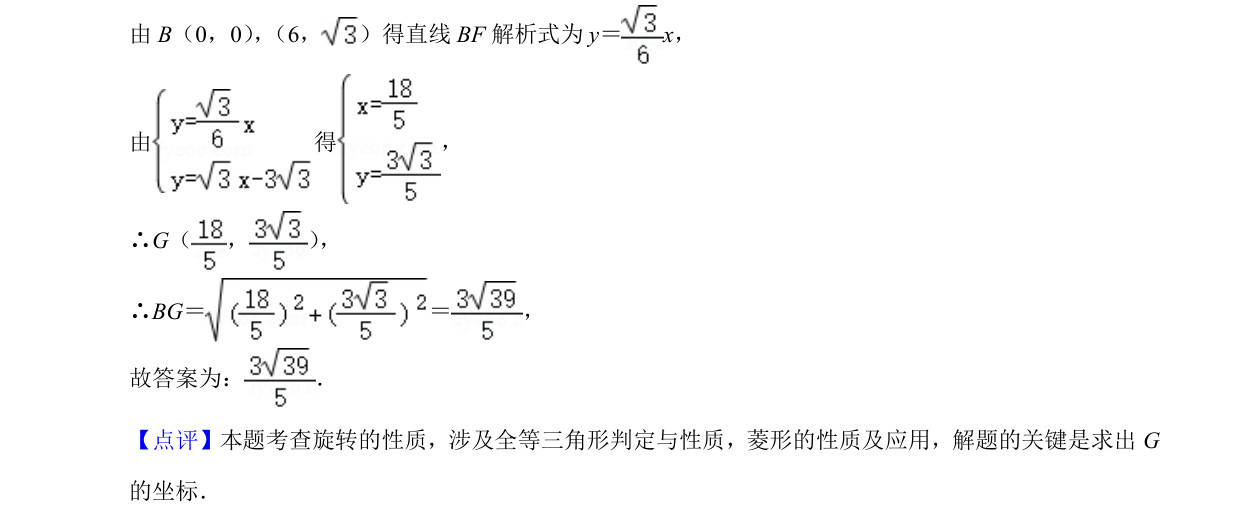 由 B（0，0），（6，√3）得直线 BF 解析式为 y＝√3/6x，
由{y=√3/6 x y=√3 x-3√3 得{x=18/5 y=3√3/5，
∴G（18/5，3√3/5），
∴BG＝√((18/5)²+(3√3/5)²)＝3√39/5，
故答案为：3√39/5．
【点评】本题考查旋转的性质，涉及全等三角形判定与性质，菱形的性质及应用，解题的关键是求出 G
的坐标．